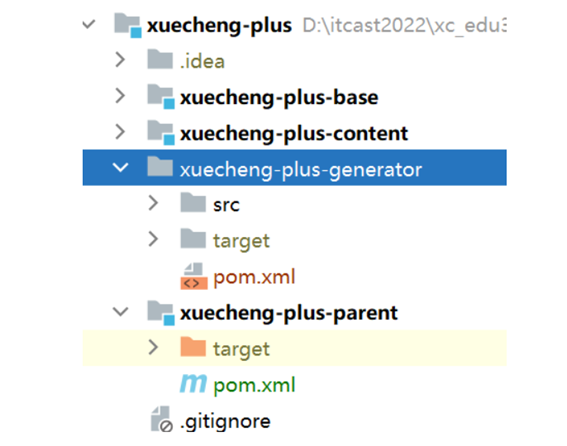 xuecheng-plus D:\itcast2022\xc_edu3
.idea
xuecheng-plus-base
xuecheng-plus-content
xuecheng-plus-generator
src
target
pom.xml
xuecheng-plus-parent
target
pom.xml
.gitignore